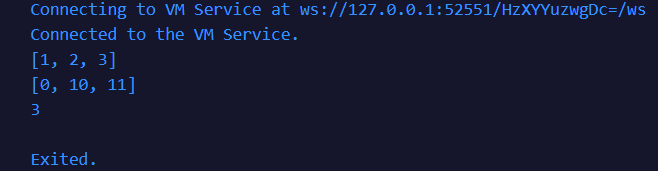 Connecting to VM Service at ws://127.0.0.1:52551/HzXYYuzwgDc=/ws
Connected to the VM Service.
[1, 2, 3]
[0, 10, 11]
3
Exited.